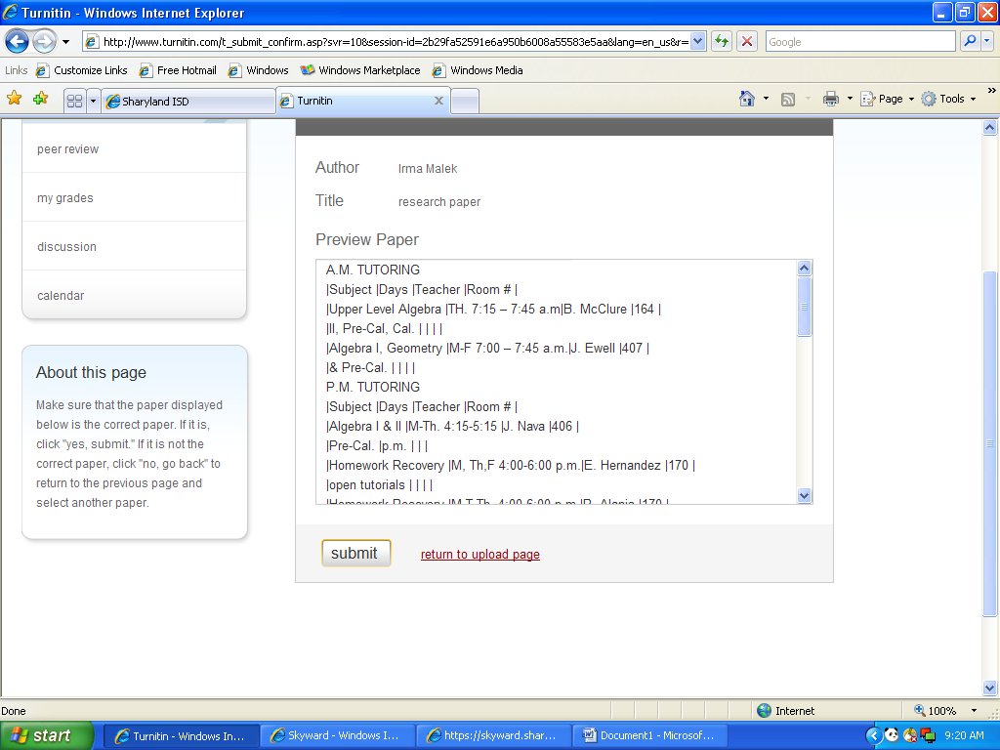 Turnitin - Windows Internet Explorer
http://www.turnitin.com/t_submit_confirm.asp?svr=10&session-id=2b29fa52591e6a950b6008a55583e5aa&lang=en_us&r=
Google
Links Customize Links Free Hotmail Windows Windows Marketplace Windows Media
Sharyland ISD Turnitin Page Tools
peer review
my grades
discussion
calendar
About this page
Make sure that the paper displayed
below is the correct paper. If it is,
click "yes, submit." If it is not the
correct paper, click "no, go back" to
return to the previous page and
select another paper.
Author Irma Malek
Title research paper
Preview Paper
A.M. TUTORING
|Subject |Days |Teacher |Room # |
|Upper Level Algebra |TH. 7:15 – 7:45 a.m|B. McClure |164 |
|II, Pre-Cal, Cal. | | | |
|Algebra I, Geometry |M-F 7:00 – 7:45 a.m.|J. Ewell |407 |
|& Pre-Cal. | | | |
P.M. TUTORING
|Subject |Days |Teacher |Room # |
|Algebra I & II |M-Th. 4:15-5:15 |J. Nava |406 |
|Pre-Cal. |p.m. | | |
|Homework Recovery |M, Th,F 4:00-6:00 p.m.|E. Hernandez |170 |
|open tutorials | | | |
|Homework Recovery |M,T,Th. 4:00-6:00 p.m.|R. Alanis |170 |
submit return to upload page
Done Internet 100%
start Turnitin - Windows In... Skyward - Windows I... https://skyward.shar... Document1 - Microsof... 9:20 AM